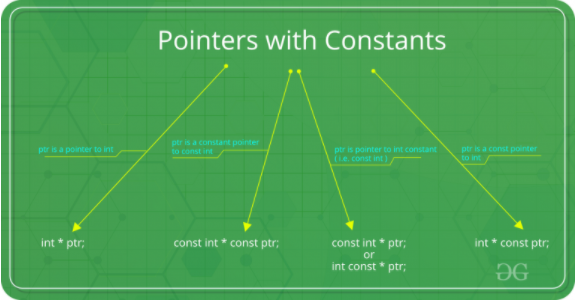 Pointers with Constants
ptr is a pointer to int
ptr is a constant pointer
to const int
ptr is pointer to int constant
( i.e. const int )
ptr is a const pointer
to int
int * ptr;
const int * const ptr;
const int * ptr;
or
int const * ptr;
int * const ptr;